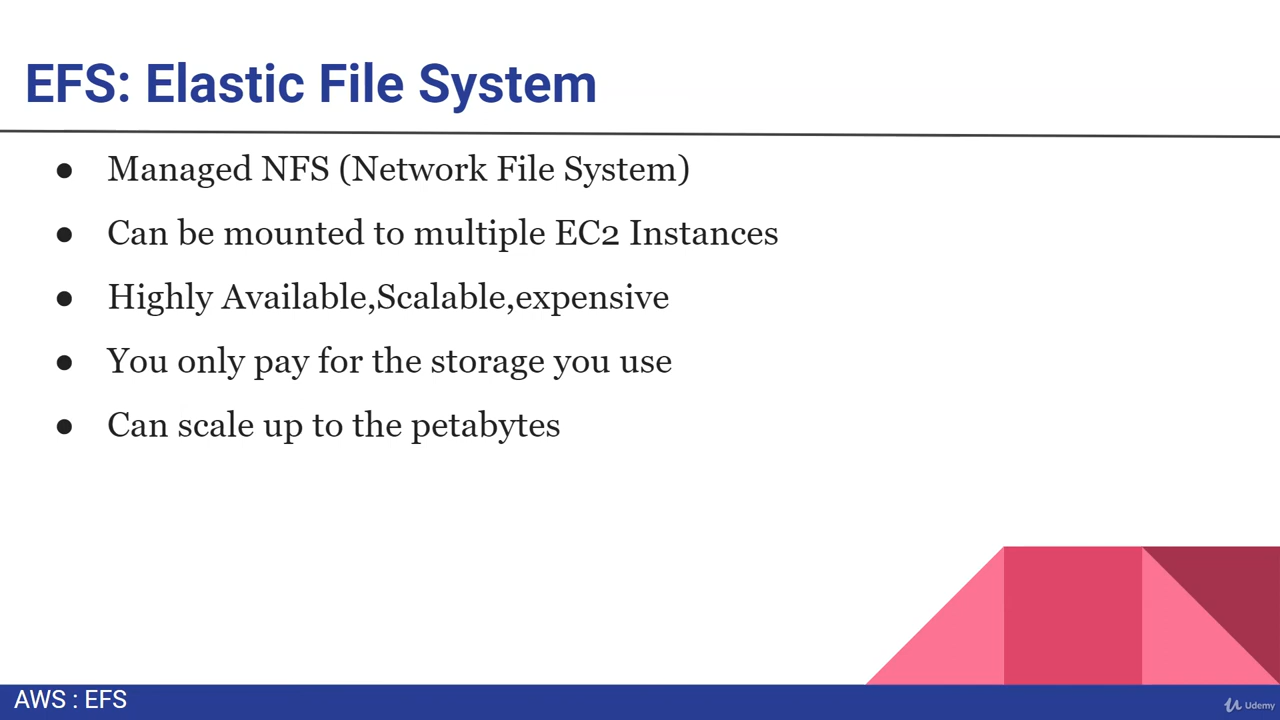 EFS: Elastic File System
● Managed NFS (Network File System)
● Can be mounted to multiple EC2 Instances
● Highly Available,Scalable,expensive
● You only pay for the storage you use
● Can scale up to the petabytes
AWS : EFS
Udemy